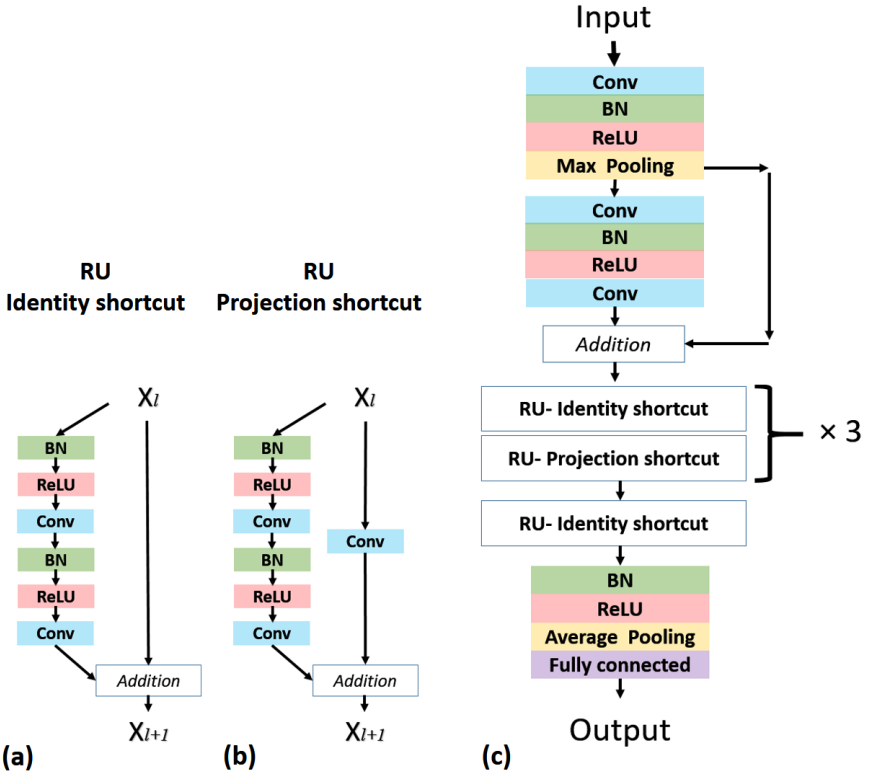 RU
Identity shortcut
Xl
BN
ReLU
Conv
BN
ReLU
Conv
Addition
Xl+1
(a)
RU
Projection shortcut
Xl
BN
ReLU
Conv
Conv
BN
ReLU
Conv
Addition
Xl+1
(b)
Input
Conv
BN
ReLU
Max Pooling
Conv
BN
ReLU
Conv
Addition
RU- Identity shortcut
RU- Projection shortcut
× 3
RU- Identity shortcut
BN
ReLU
Average Pooling
Fully connected
Output
(c)